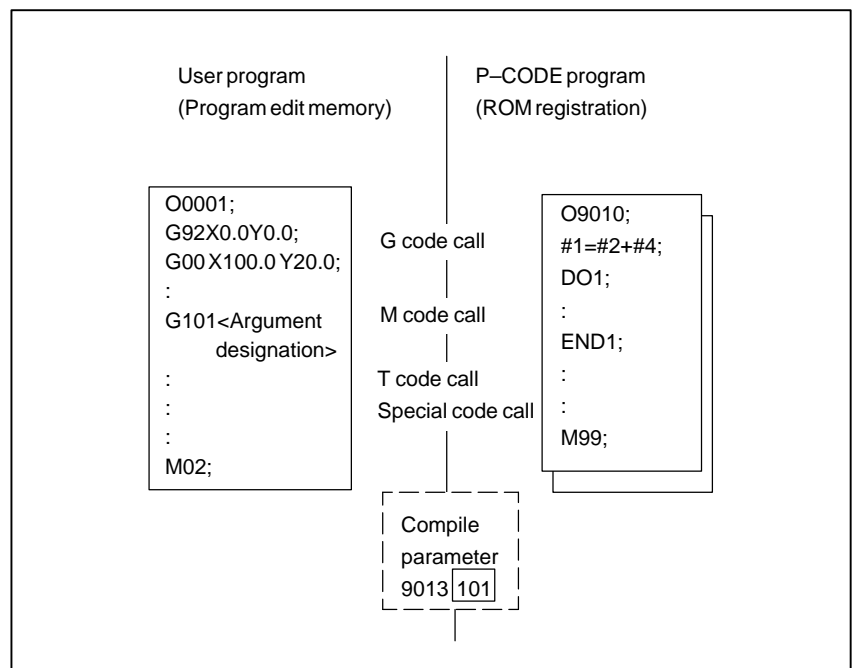 User program
(Program edit memory)
P–CODE program
(ROM registration)
O0001;
G92X0.0Y0.0;
G00 X100.0 Y20.0;
:
G101<Argument
designation>
:
:
:
M02;
G code call
M code call
T code call
Special code call
O9010;
#1=#2+#4;
DO1;
:
END1;
:
:
M99;
Compile
parameter
9013 101